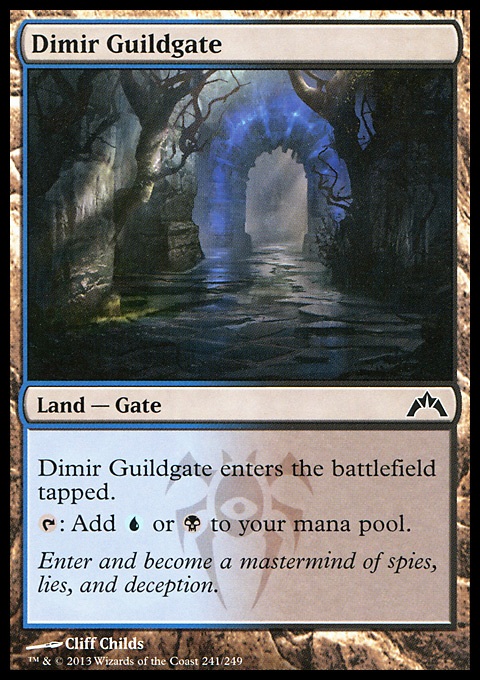 Dimir Guildgate
Land — Gate
Dimir Guildgate enters the battlefield
tapped.
: Add or to your mana pool.
Enter and become a mastermind of spies,
lies, and deception.
Cliff Childs
™ & © 2013 Wizards of the Coast 241/249